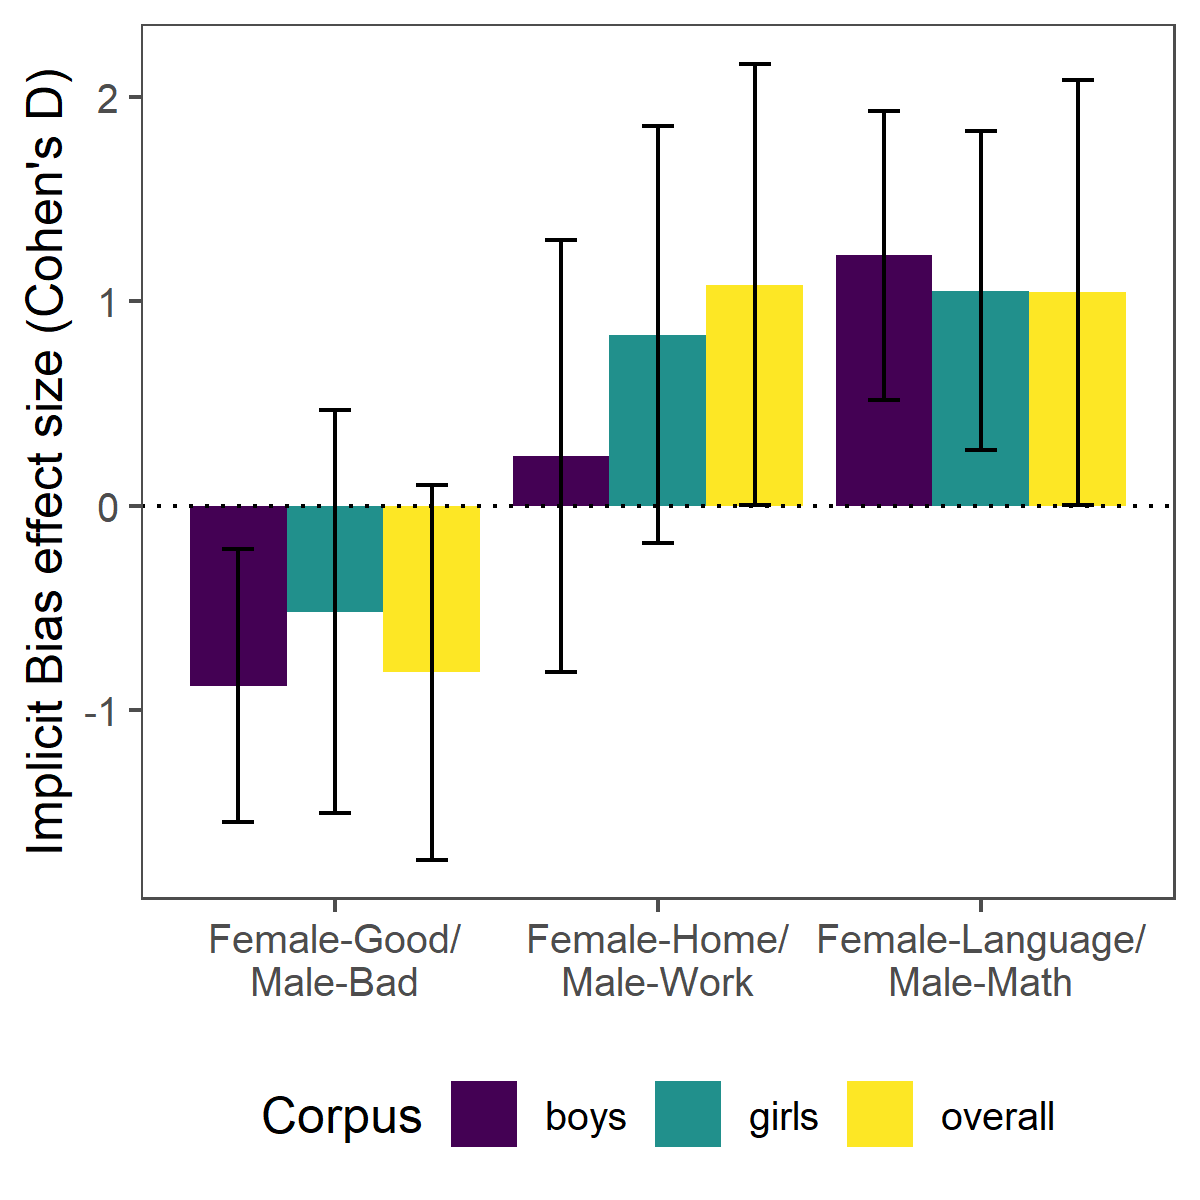 Implicit Bias effect size (Cohen's D)
2
1
0
-1
Female-Good/
Male-Bad
Female-Home/
Male-Work
Female-Language/
Male-Math
Corpus boys girls overall